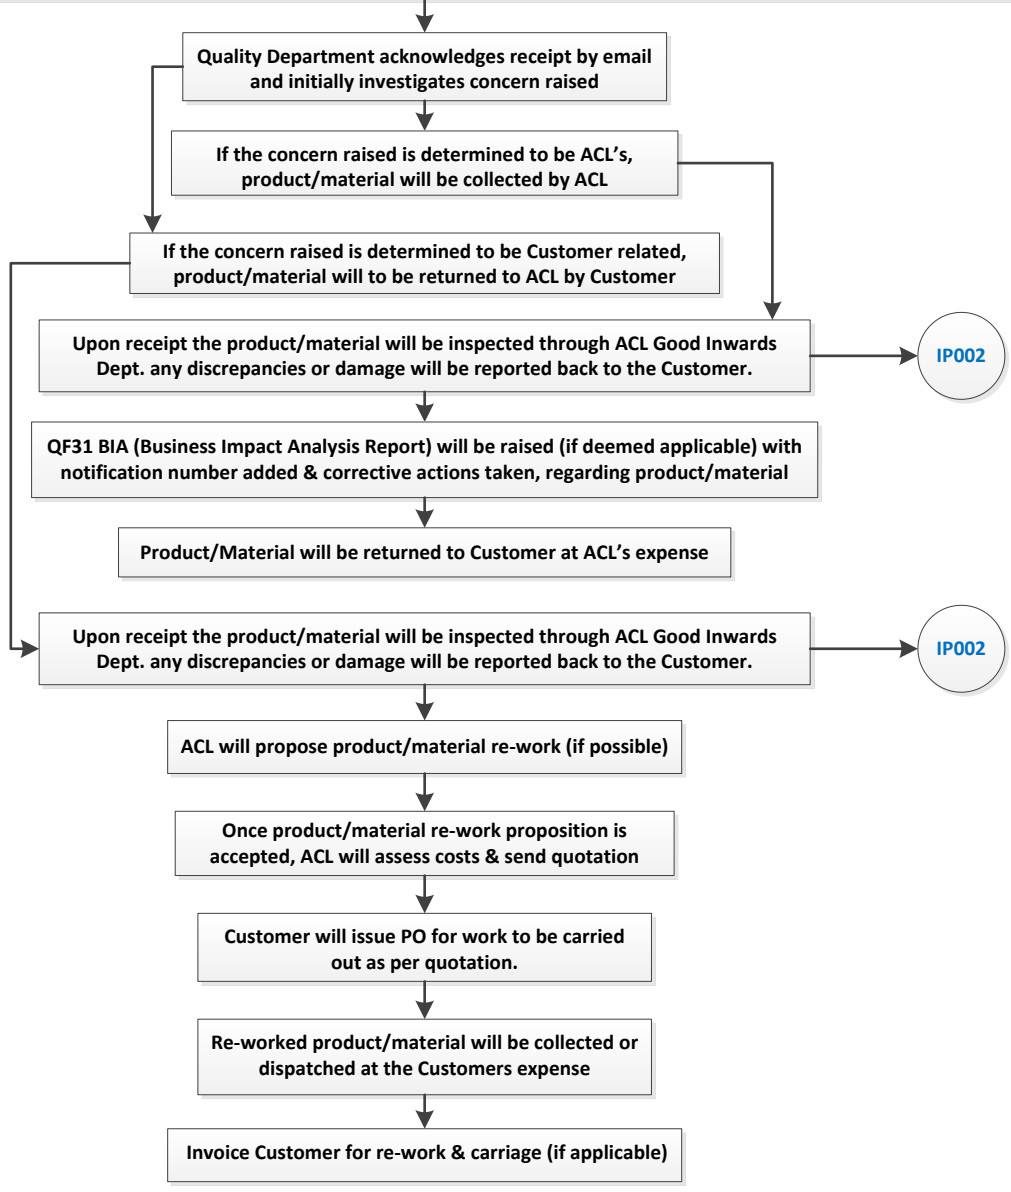 Quality Department acknowledges receipt by email
and initially investigates concern raised
If the concern raised is determined to be ACL's,
product/material will be collected by ACL
If the concern raised is determined to be Customer related,
product/material will to be returned to ACL by Customer
Upon receipt the product/material will be inspected through ACL Good Inwards
Dept. any discrepancies or damage will be reported back to the Customer.
IP002
QF31 BIA (Business Impact Analysis Report) will be raised (if deemed applicable) with
notification number added & corrective actions taken, regarding product/material
Product/Material will be returned to Customer at ACL's expense
Upon receipt the product/material will be inspected through ACL Good Inwards
Dept. any discrepancies or damage will be reported back to the Customer.
IP002
ACL will propose product/material re-work (if possible)
Once product/material re-work proposition is
accepted, ACL will assess costs & send quotation
Customer will issue PO for work to be carried
out as per quotation.
Re-worked product/material will be collected or
dispatched at the Customers expense
Invoice Customer for re-work & carriage (if applicable)